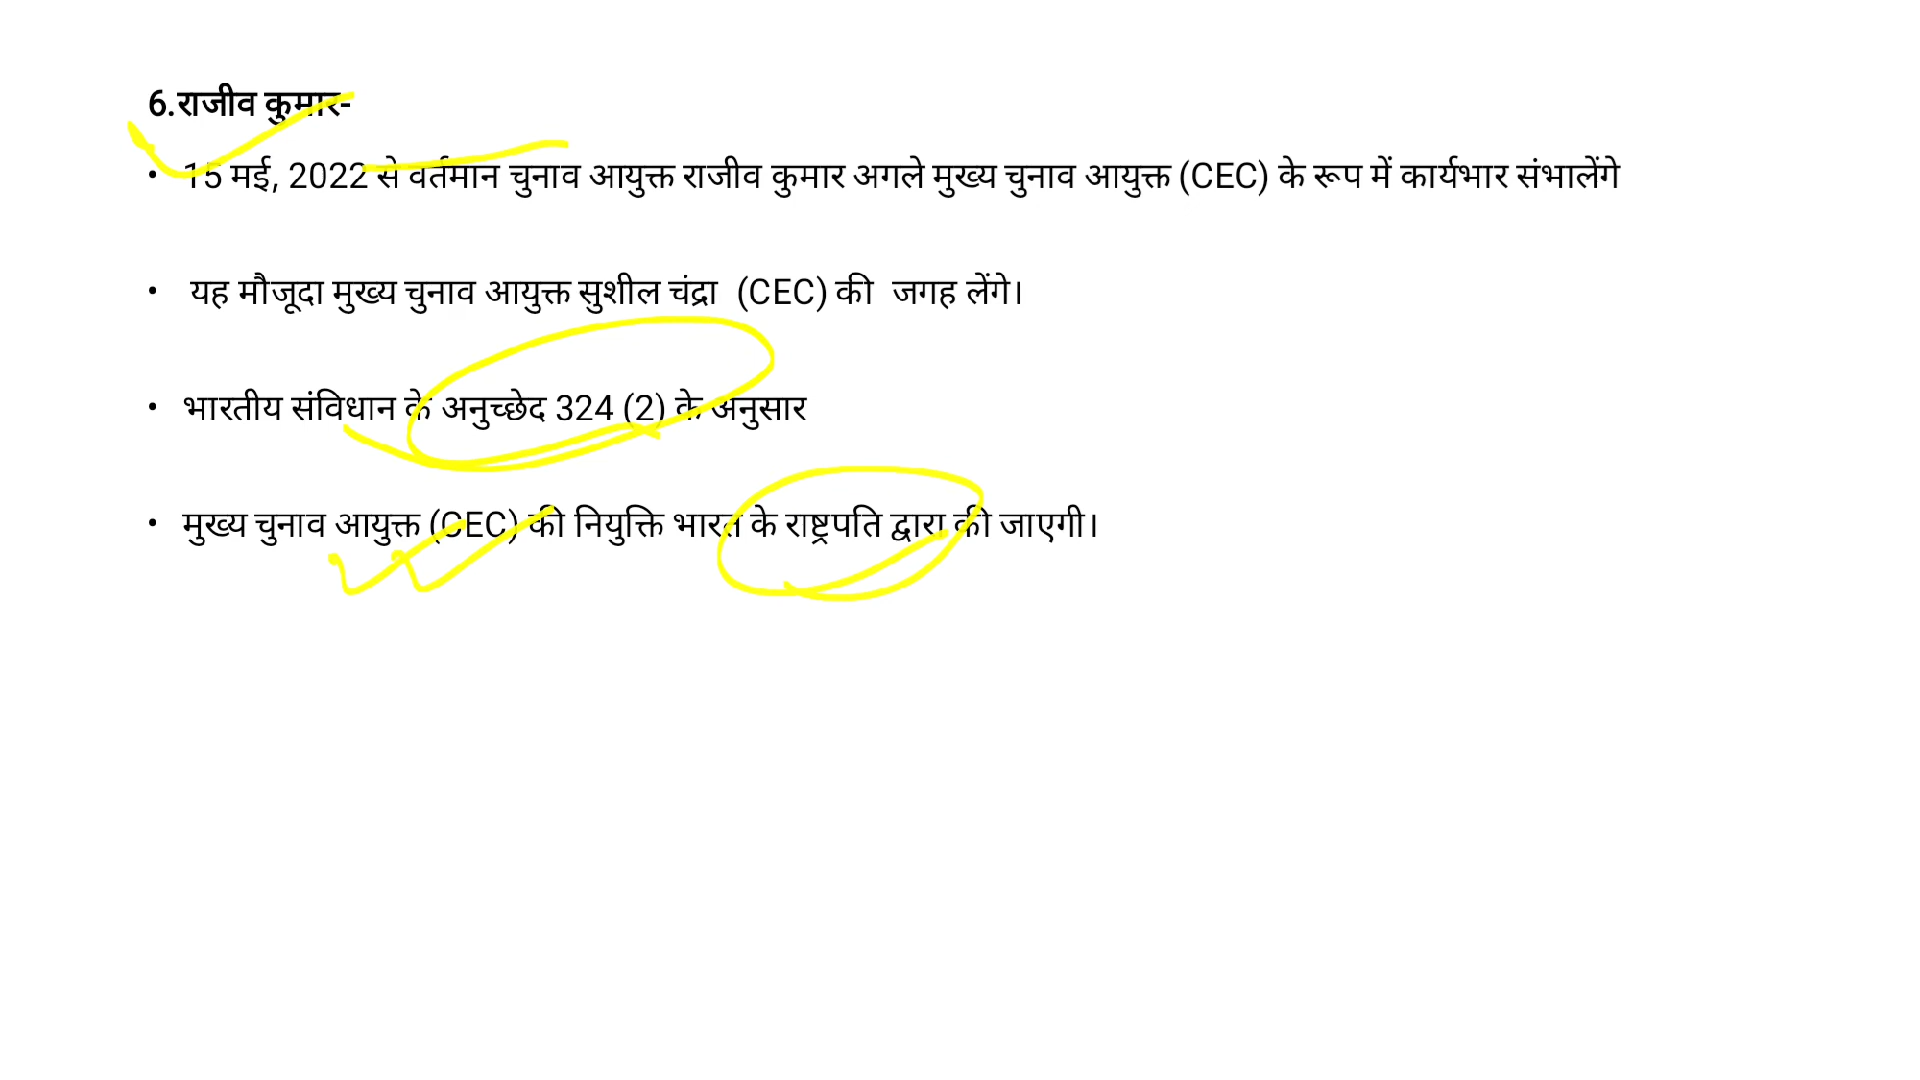 6.राजीव कुमार-
• 15 मई, 2022 से वर्तमान चुनाव आयुक्त राजीव कुमार अगले मुख्य चुनाव आयुक्त (CEC) के रूप में कार्यभार संभालेंगे
• यह मौजूदा मुख्य चुनाव आयुक्त सुशील चंद्रा (CEC) की जगह लेंगे।
• भारतीय संविधान के अनुच्छेद 324 (2) के अनुसार
• मुख्य चुनाव आयुक्त (CEC) की नियुक्ति भारत के राष्ट्रपति द्वारा की जाएगी।